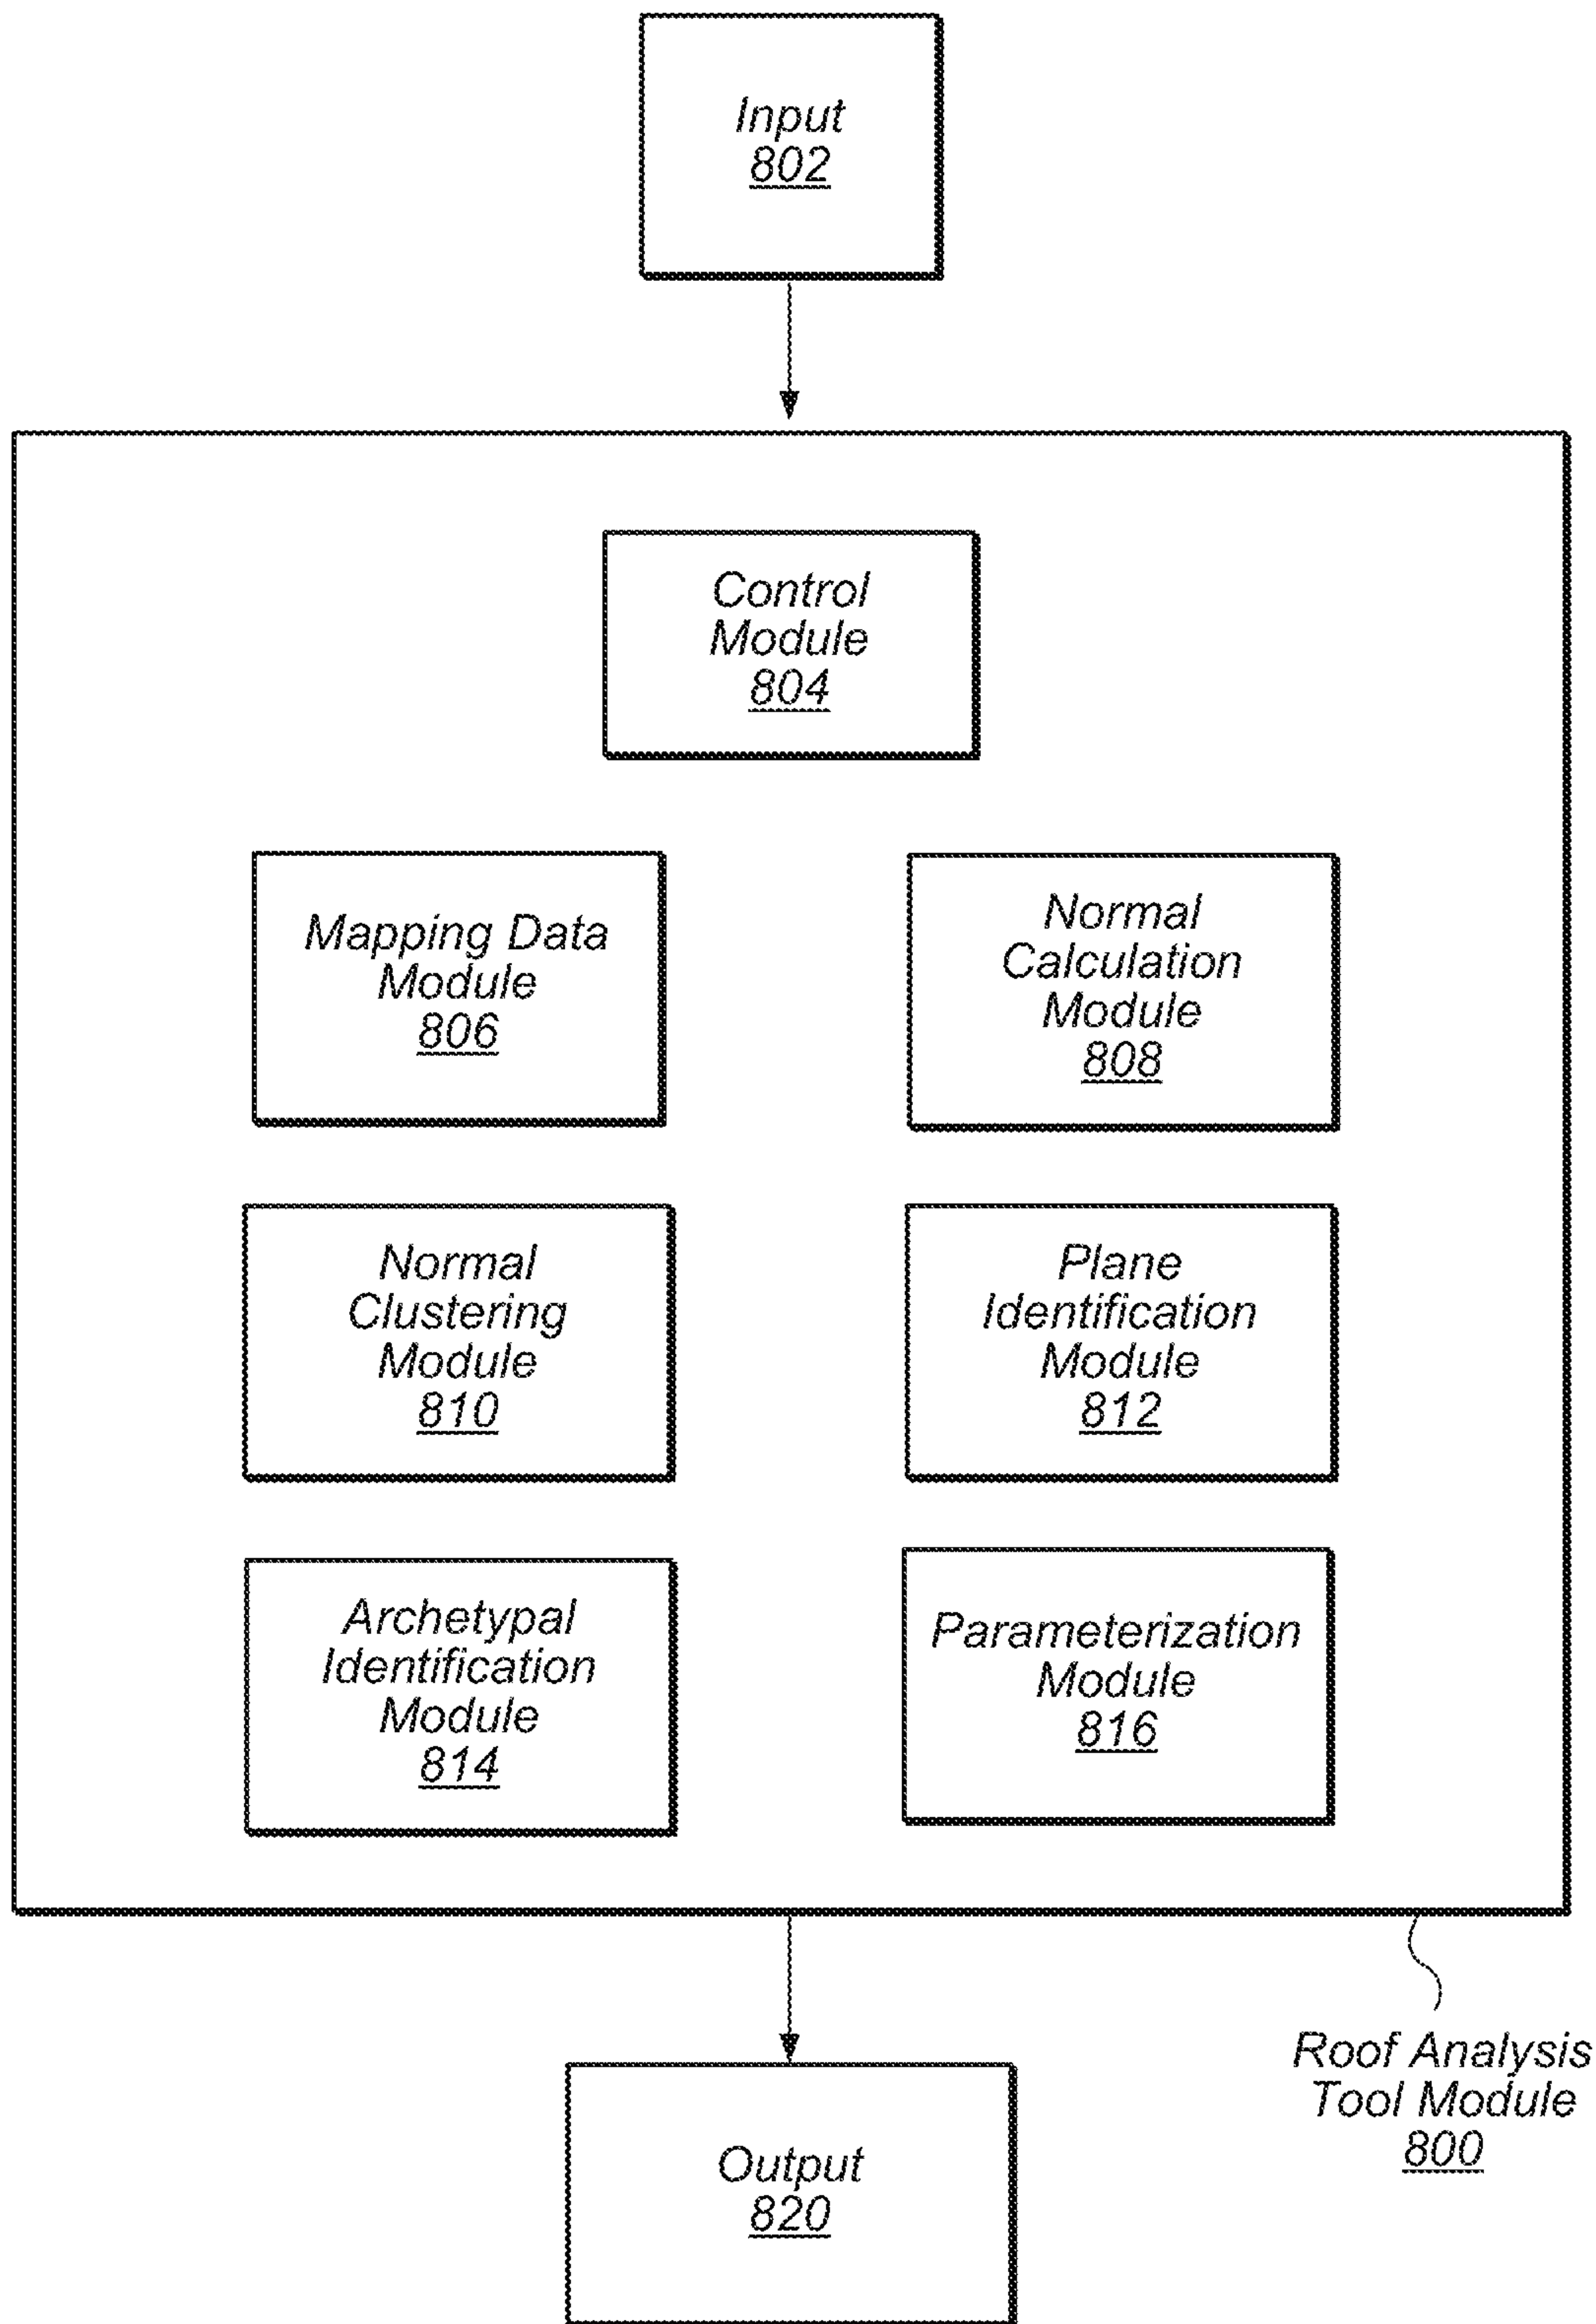 Input
802
Control
Module
804
Mapping Data
Module
806
Normal
Calculation
Module
808
Normal
Clustering
Module
810
Plane
Identification
Module
812
Archetypal
Identification
Module
814
Parameterization
Module
816
Roof Analysis
Tool Module
800
Output
820